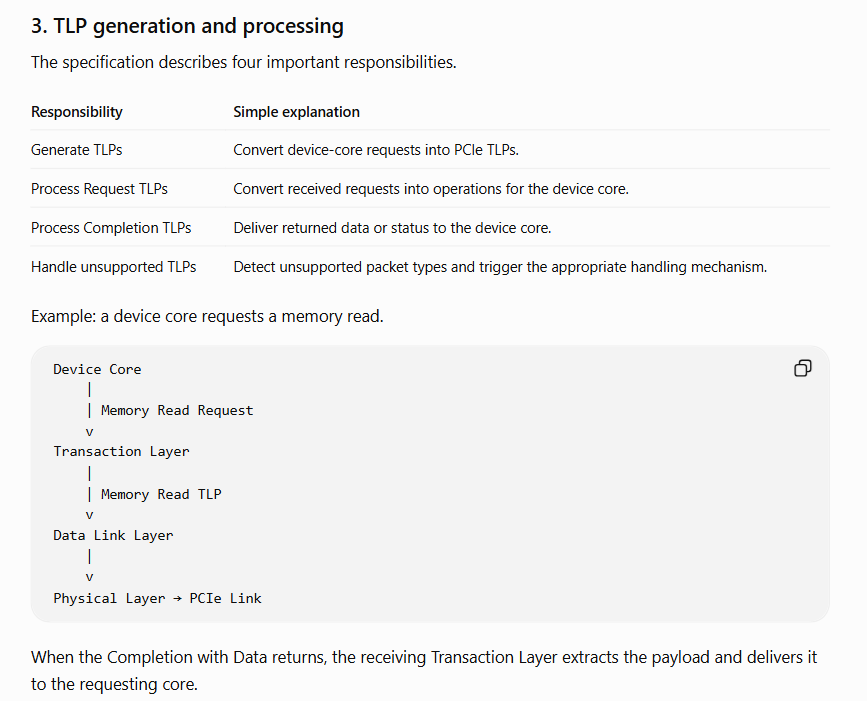 3. TLP generation and processing
The specification describes four important responsibilities.
Responsibility Simple explanation
Generate TLPs Convert device-core requests into PCIe TLPs.
Process Request TLPs Convert received requests into operations for the device core.
Process Completion TLPs Deliver returned data or status to the device core.
Handle unsupported TLPs Detect unsupported packet types and trigger the appropriate handling mechanism.
Example: a device core requests a memory read.
Device Core
|
| Memory Read Request
v
Transaction Layer
|
| Memory Read TLP
v
Data Link Layer
|
v
Physical Layer → PCIe Link
When the Completion with Data returns, the receiving Transaction Layer extracts the payload and delivers it
to the requesting core.